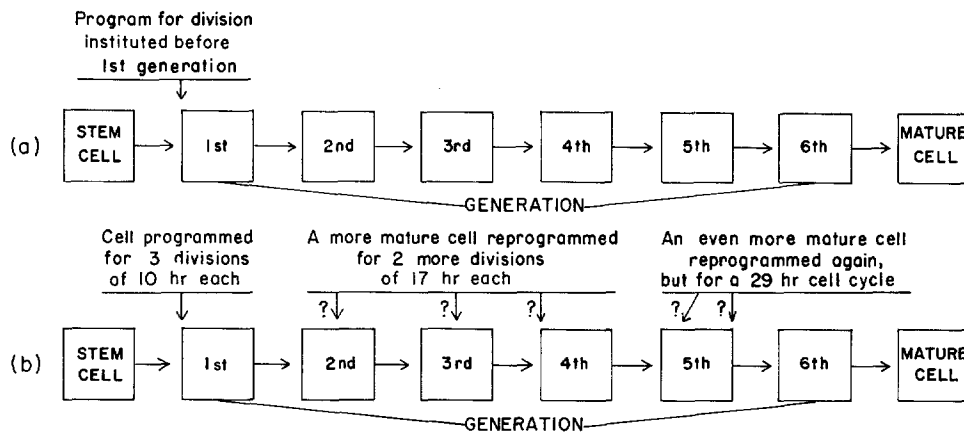 Program for division
instituted before
1st generation
(a)
STEM
CELL
1st
2nd
3rd
4th
5th
6th
MATURE
CELL
GENERATION
Cell programmed
for 3 divisions
of 10 hr each
A more mature cell reprogrammed
for 2 more divisions
of 17 hr each
An even more mature cell
reprogrammed again,
but for a 29 hr cell cycle
? ? ? ? ?
(b)
STEM
CELL
1st
2nd
3rd
4th
5th
6th
MATURE
CELL
GENERATION